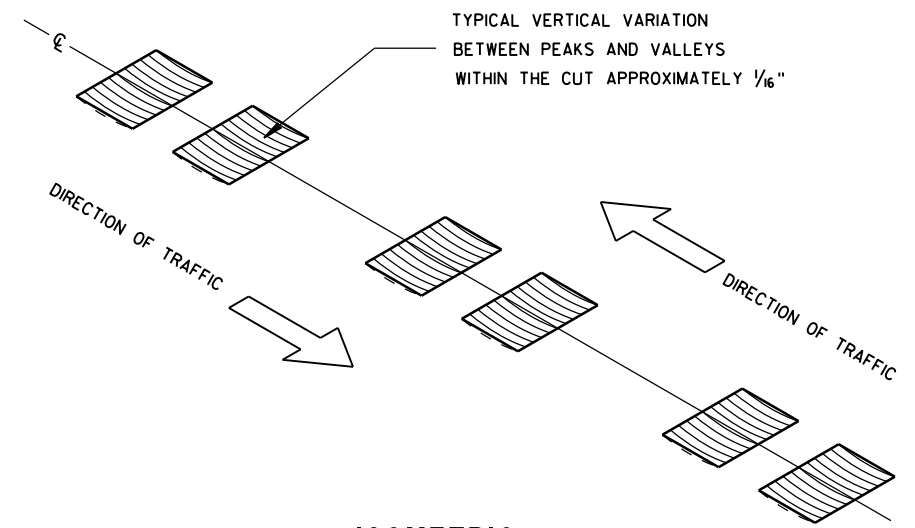 ℄
TYPICAL VERTICAL VARIATION
BETWEEN PEAKS AND VALLEYS
WITHIN THE CUT APPROXIMATELY 1/16"
DIRECTION OF TRAFFIC
DIRECTION OF TRAFFIC